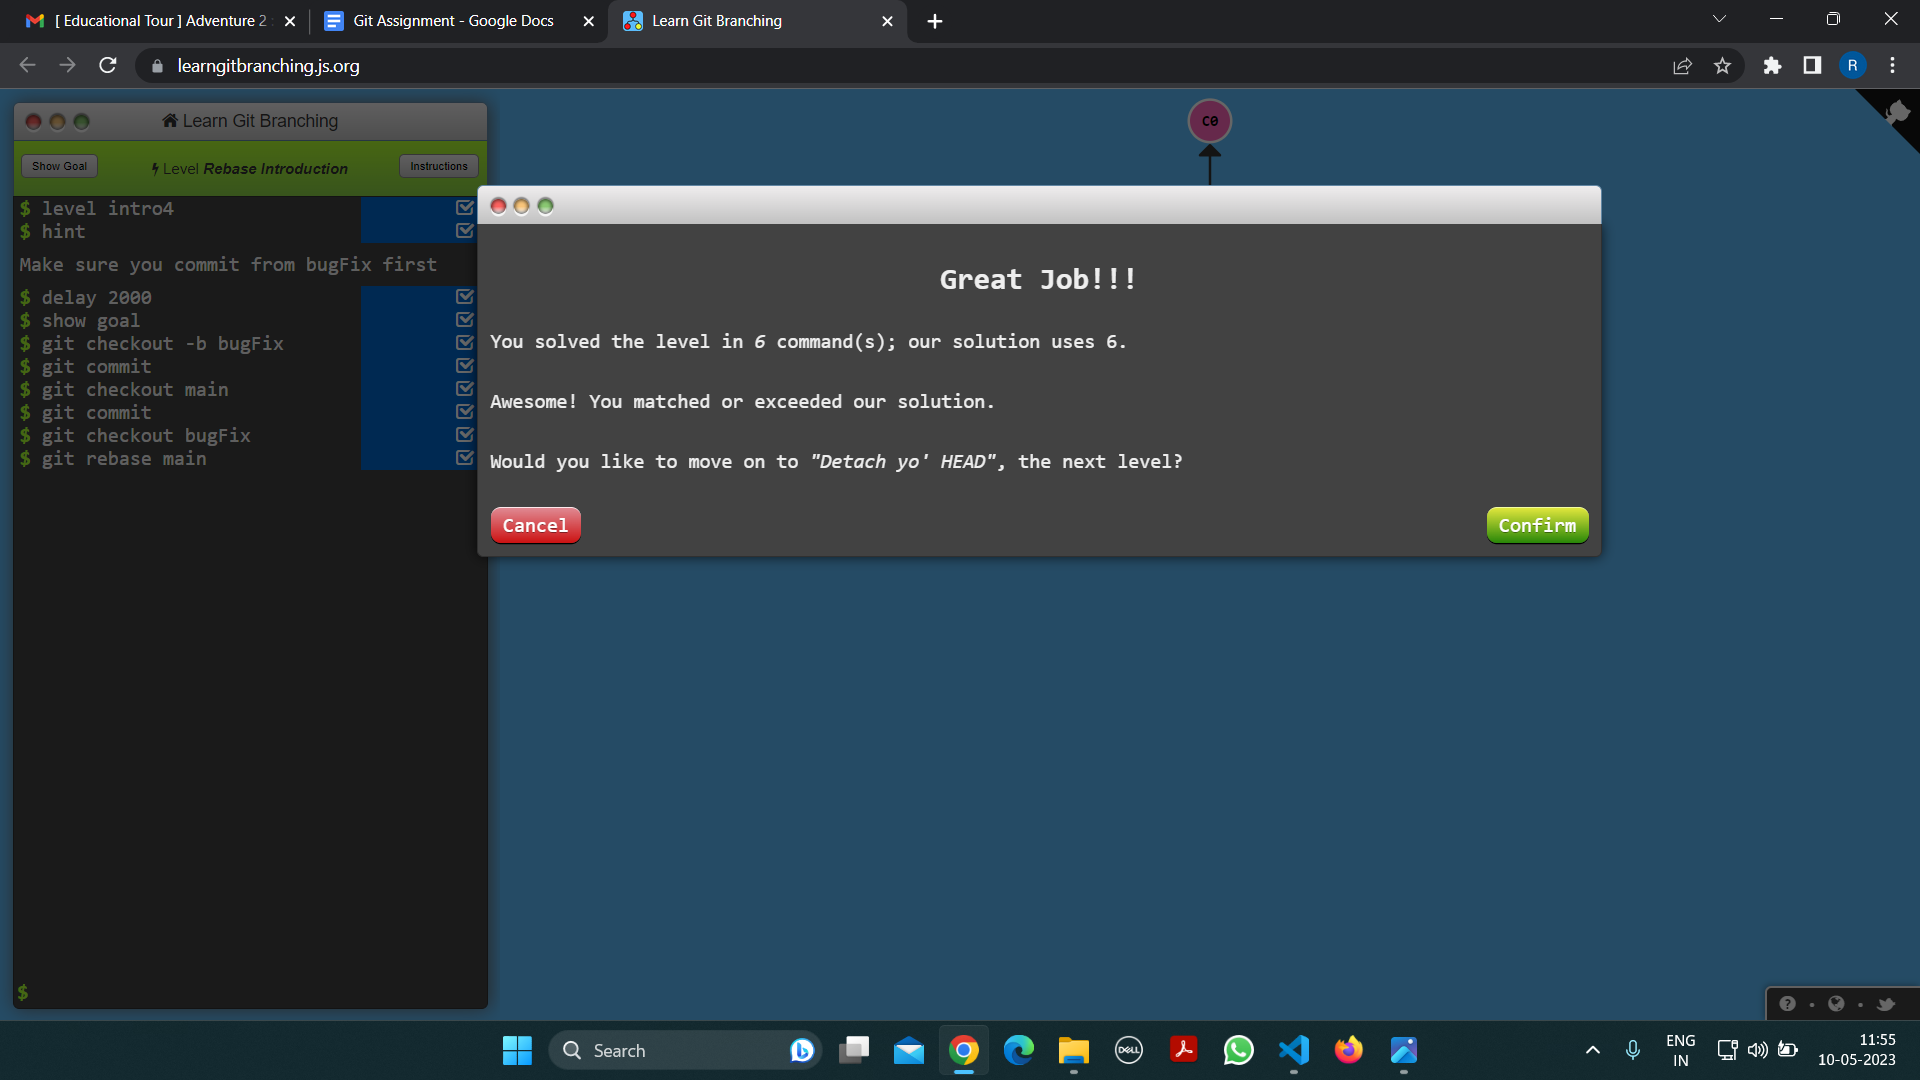 [ Educational Tour ] Adventure 2
Git Assignment - Google Docs
Learn Git Branching
learngitbranching.js.org
R
Learn Git Branching
Show Goal
Level Rebase Introduction
Instructions
$ level intro4
$ hint
Make sure you commit from bugFix first
$ delay 2000
$ show goal
$ git checkout -b bugFix
$ git commit
$ git checkout main
$ git commit
$ git checkout bugFix
$ git rebase main
$
C0
Great Job!!!
You solved the level in 6 command(s); our solution uses 6.
Awesome! You matched or exceeded our solution.
Would you like to move on to "Detach yo' HEAD", the next level?
Cancel
Confirm
Search
DELL
ENG
IN
11:55
10-05-2023